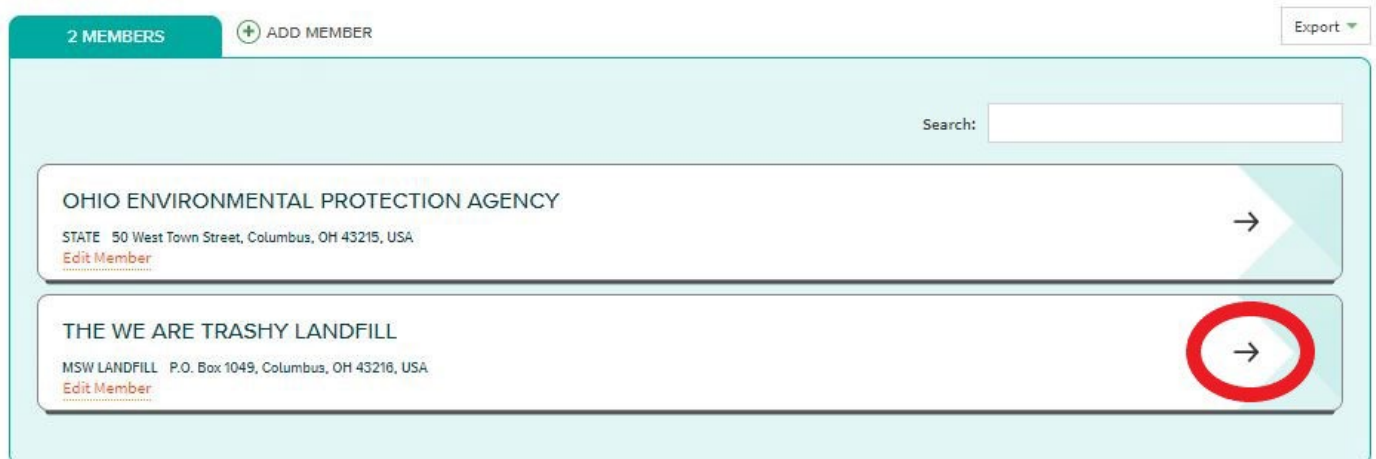 2 MEMBERS
ADD MEMBER
Export
Search:
OHIO ENVIRONMENTAL PROTECTION AGENCY
STATE 50 West Town Street, Columbus, OH 43215, USA
Edit Member
THE WE ARE TRASHY LANDFILL
MSW LANDFILL P.O. Box 1049, Columbus, OH 43216, USA
Edit Member